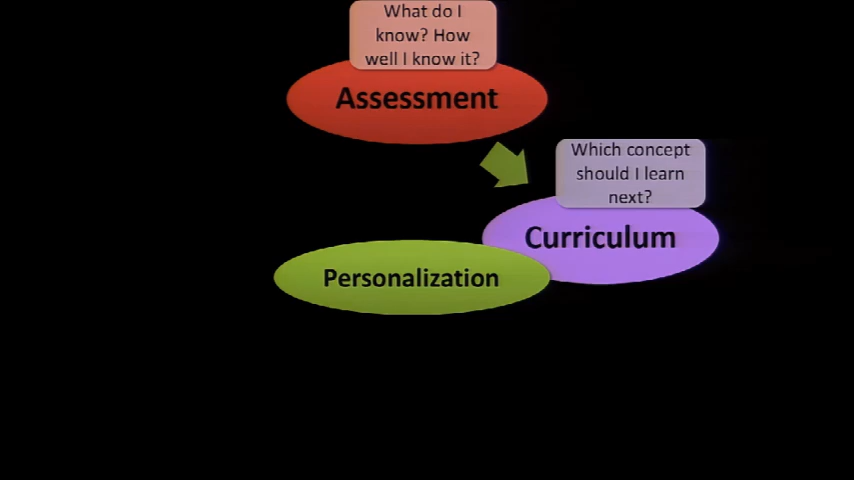 What do I
know? How
well I know it?
Assessment
Which concept
should I learn
next?
Curriculum
Personalization